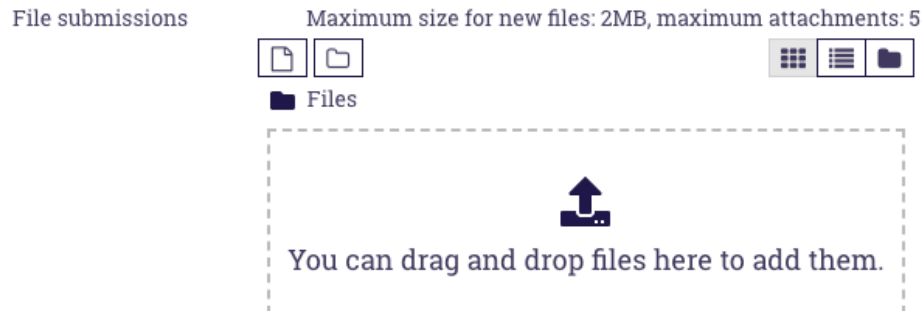 File submissions
Maximum size for new files: 2MB, maximum attachments: 5
Files
You can drag and drop files here to add them.